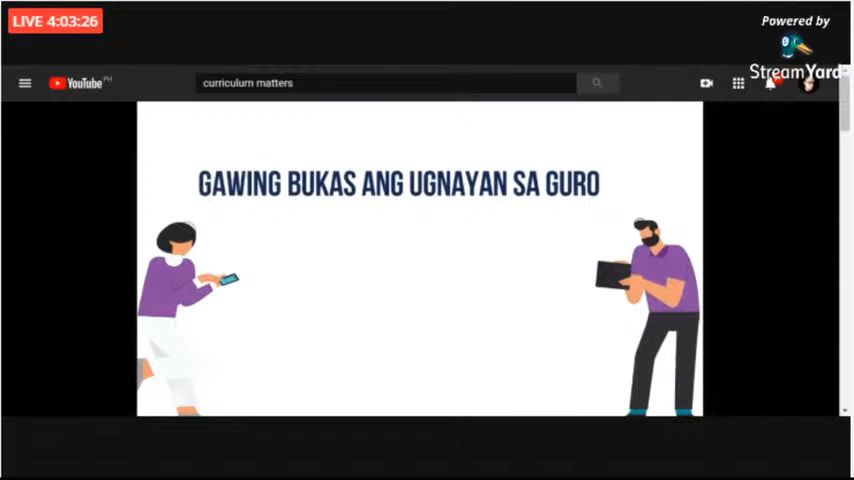 LIVE 4:03:26
Powered by
StreamYard
YouTube PH
curriculum matters
GAWING BUKAS ANG UGNAYAN SA GURO